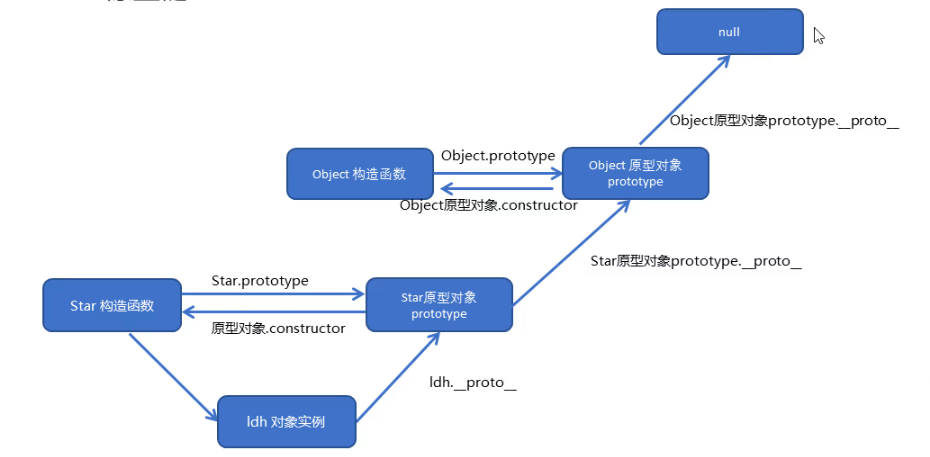 null
Object原型对象prototype.__proto__
Object.prototype
Object 构造函数
Object 原型对象
prototype
Object原型对象.constructor
Star原型对象prototype.__proto__
Star.prototype
Star 构造函数
Star原型对象
prototype
原型对象.constructor
ldh.__proto__
ldh 对象实例